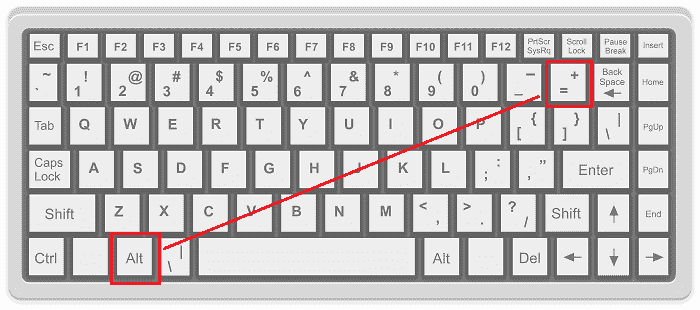 Esc F1 F2 F3 F4 F5 F6 F7 F8 F9 F10 F11 F12 PrtScr SysRq Scroll Lock Pause Break Insert
~ ` ! 1 @ 2 # 3 $ 4 % 5 ^ 6 & 7 * 8 ( 9 ) 0 – _ + = Back Space ← Home
Tab Q W E R T Y U I O P { [ } ] | \ PgUp
Caps Lock A S D F G H J K L : ; , ” Enter PgDn
Shift Z X C V B N M < , > . ? / Shift ↑ End
Ctrl Alt | \ Alt Del ← ↓ →